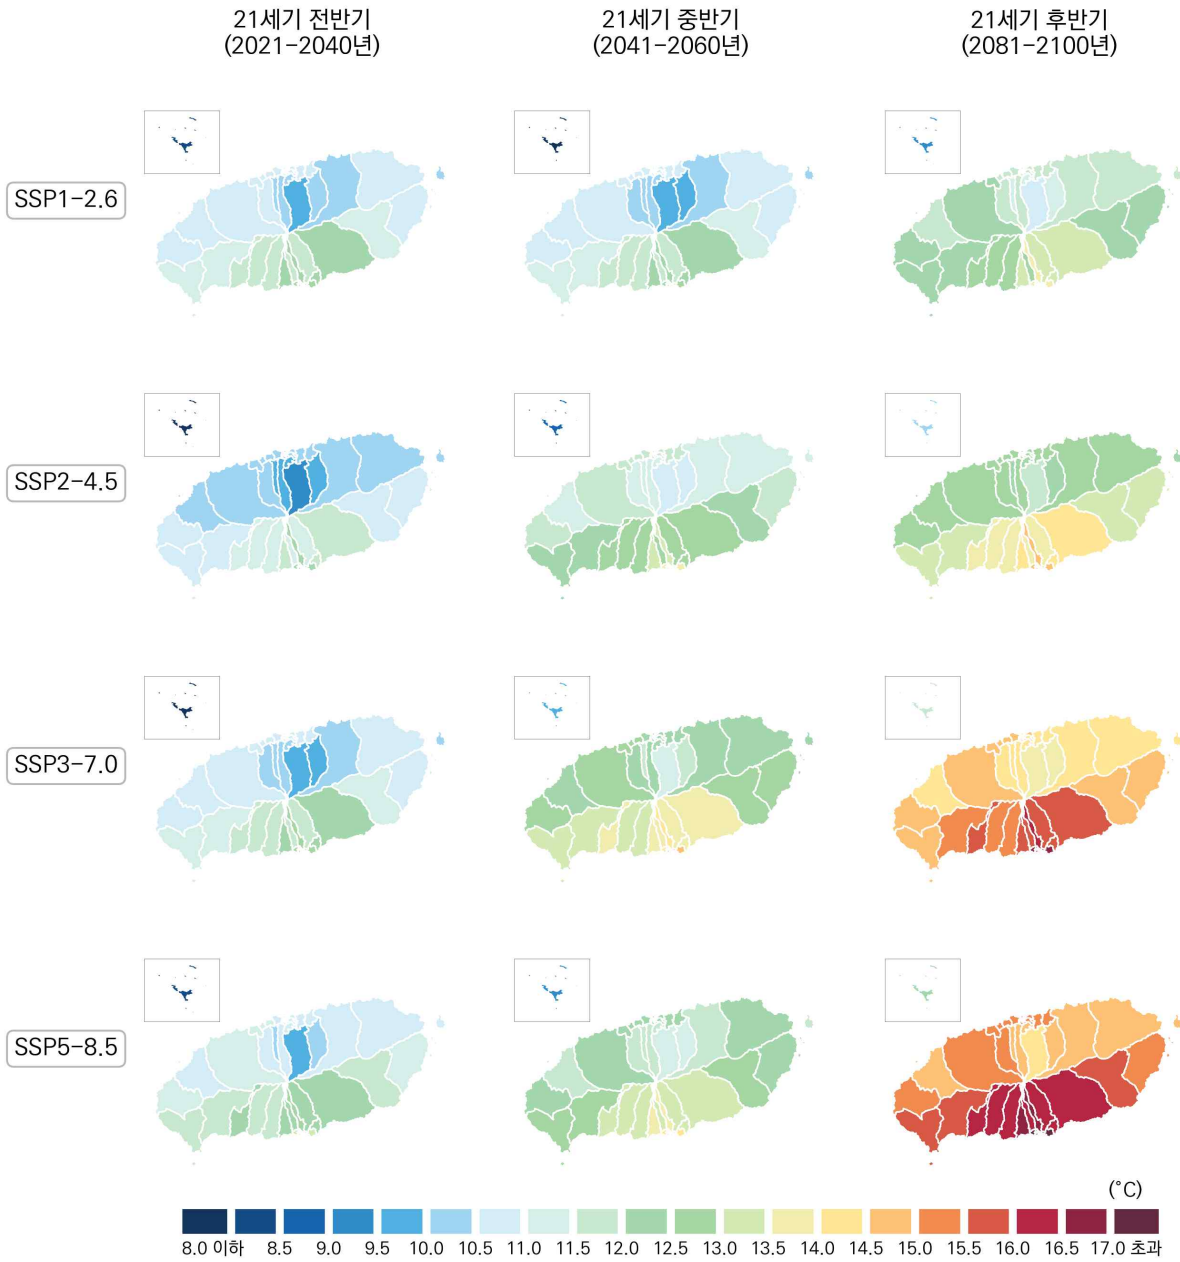 21세기 전반기
(2021-2040년)
21세기 중반기
(2041-2060년)
21세기 후반기
(2081-2100년)
SSP1-2.6
SSP2-4.5
SSP3-7.0
SSP5-8.5
(°C)
8.0 이하 8.5 9.0 9.5 10.0 10.5 11.0 11.5 12.0 12.5 13.0 13.5 14.0 14.5 15.0 15.5 16.0 16.5 17.0 초과